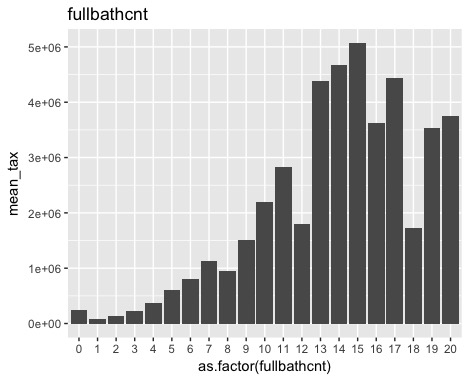 fullbathcnt
5e+06
4e+06
3e+06
2e+06
1e+06
0e+00
mean_tax
0 1 2 3 4 5 6 7 8 9 10 11 12 13 14 15 16 17 18 19 20
as.factor(fullbathcnt)